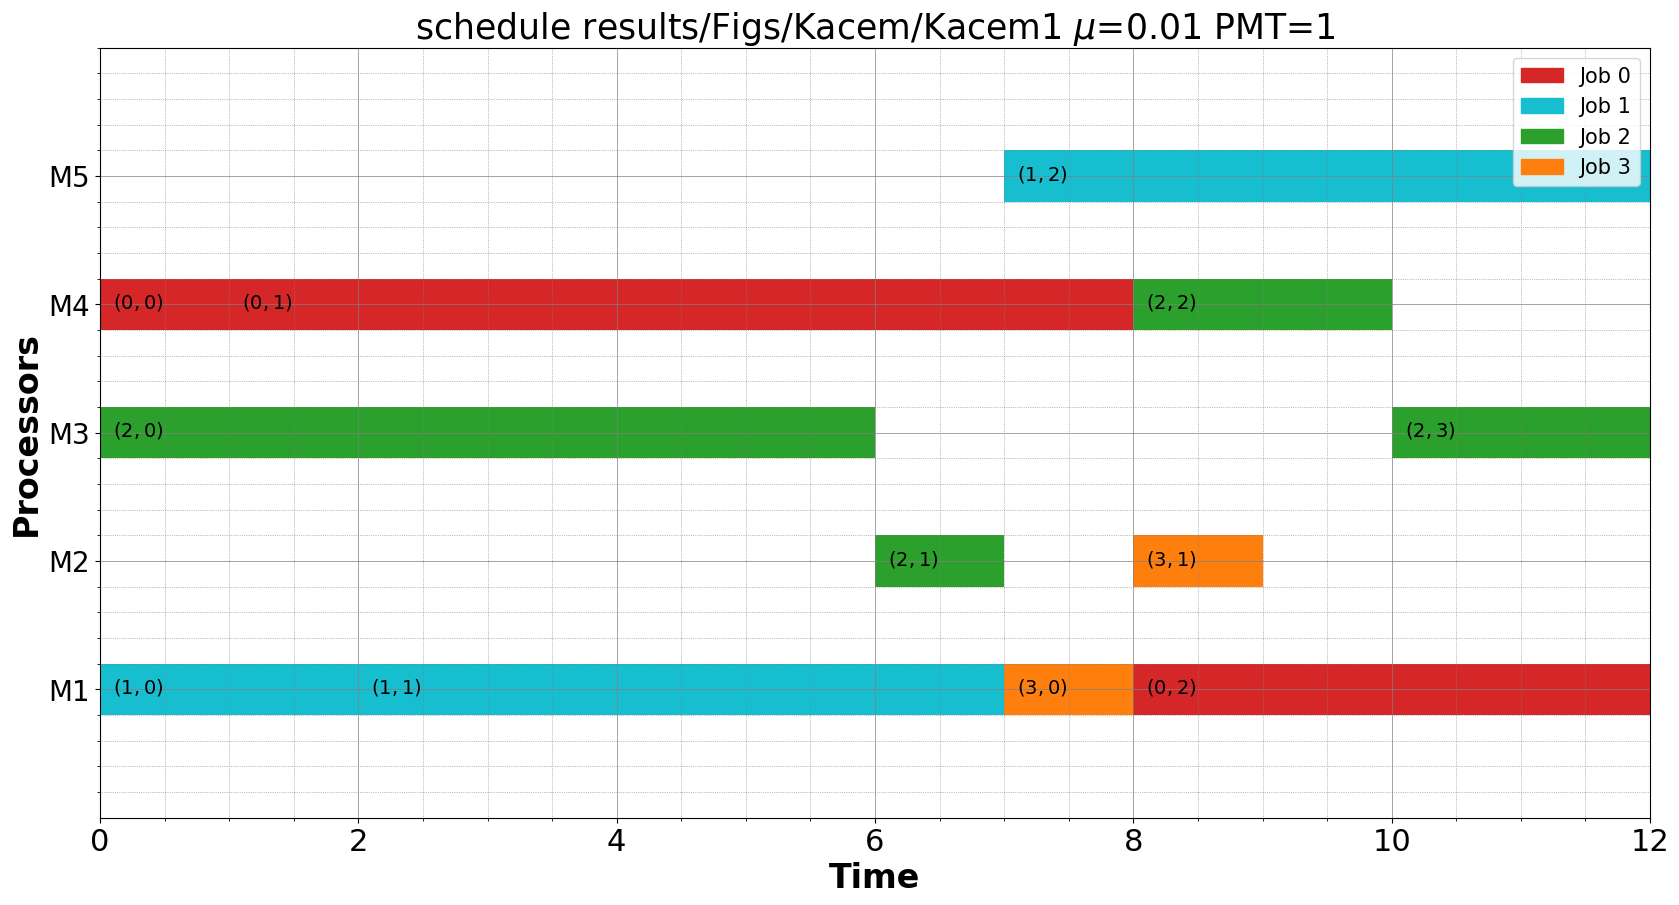 schedule results/Figs/Kacem/Kacem1 μ=0.01 PMT=1
Job 0
Job 1
Job 2
Job 3
M5
(1, 2)
M4
(0, 0)
(0, 1)
(2, 2)
M3
(2, 0)
(2, 3)
M2
(2, 1)
(3, 1)
M1
(1, 0)
(1, 1)
(3, 0)
(0, 2)
Processors
0 2 4 6 8 10 12
Time